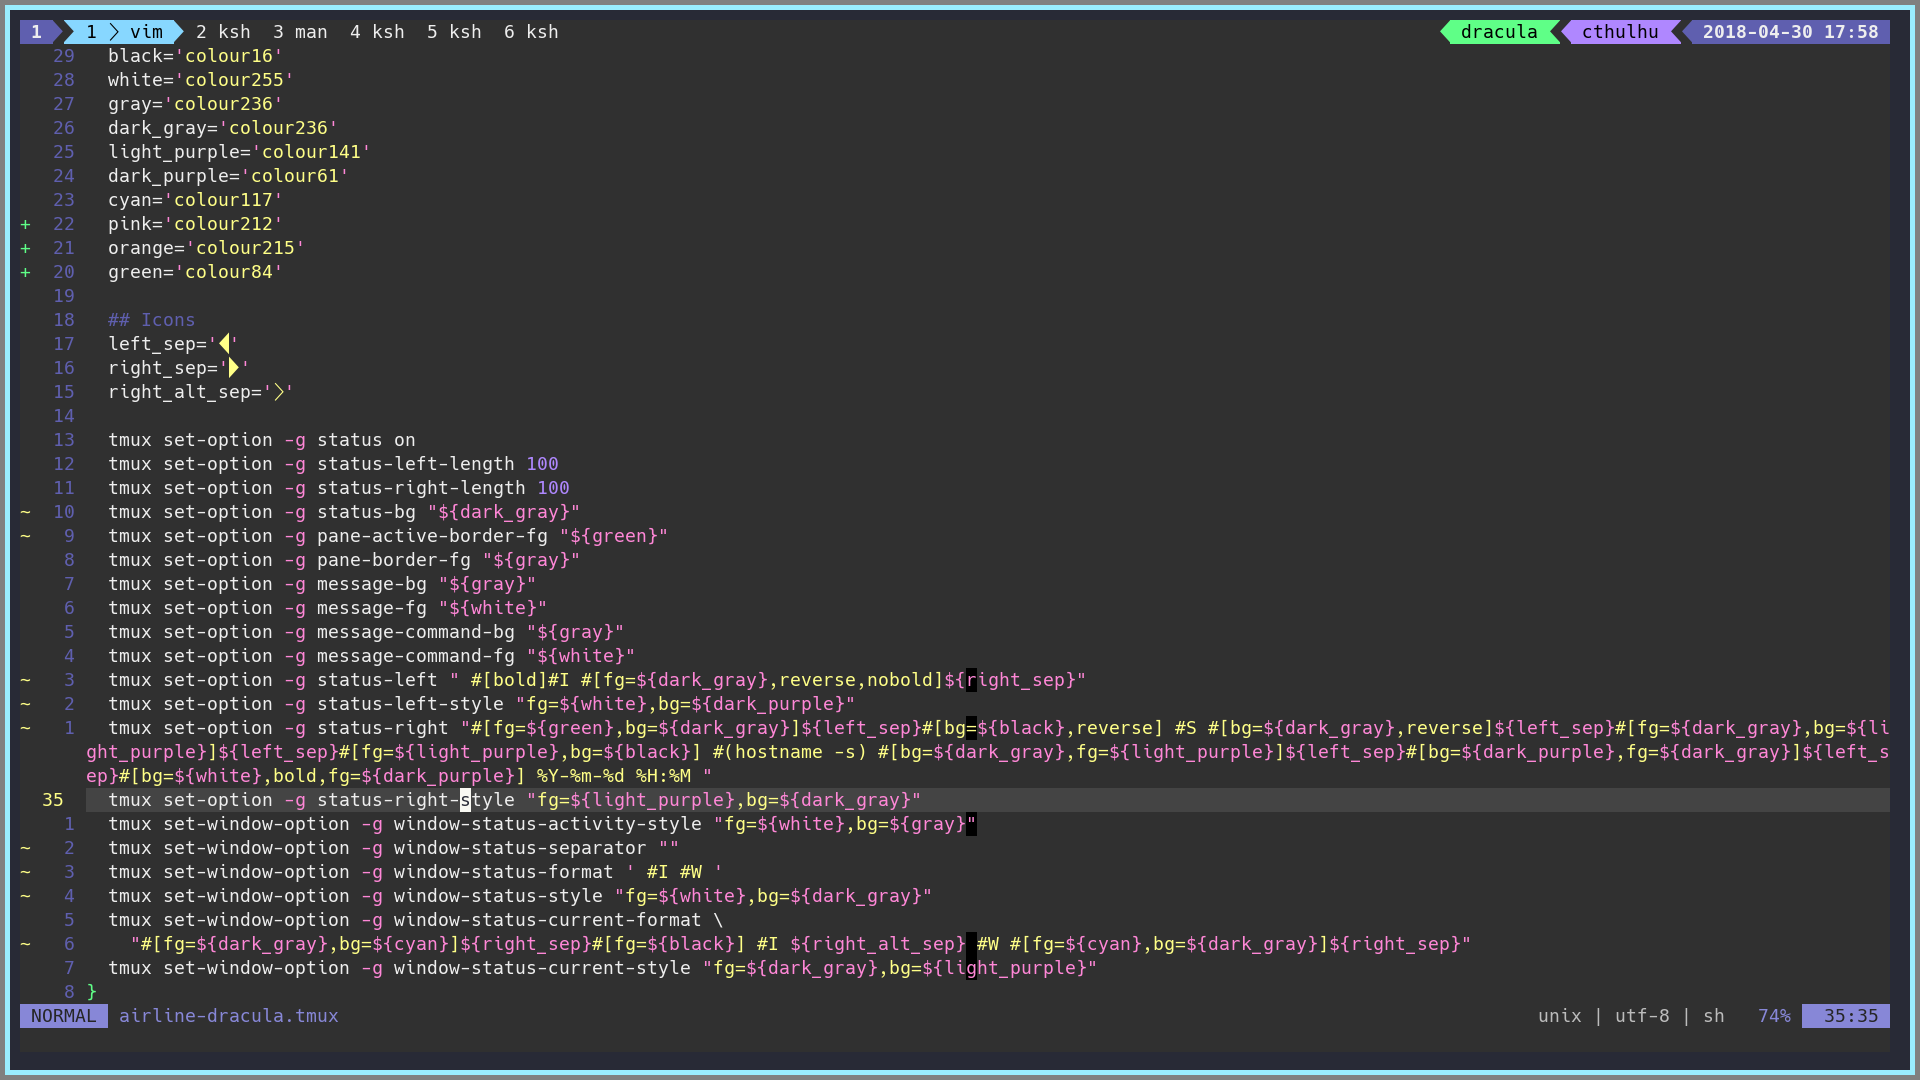 1 1 vim 2 ksh 3 man 4 ksh 5 ksh 6 ksh dracula cthulhu 2018-04-30 17:58
29 black='colour16'
28 white='colour255'
27 gray='colour236'
26 dark_gray='colour236'
25 light_purple='colour141'
24 dark_purple='colour61'
23 cyan='colour117'
+ 22 pink='colour212'
+ 21 orange='colour215'
+ 20 green='colour84'
19
18 ## Icons
17 left_sep=''
16 right_sep=''
15 right_alt_sep=''
14
13 tmux set-option -g status on
12 tmux set-option -g status-left-length 100
11 tmux set-option -g status-right-length 100
~ 10 tmux set-option -g status-bg "${dark_gray}"
~ 9 tmux set-option -g pane-active-border-fg "${green}"
8 tmux set-option -g pane-border-fg "${gray}"
7 tmux set-option -g message-bg "${gray}"
6 tmux set-option -g message-fg "${white}"
5 tmux set-option -g message-command-bg "${gray}"
4 tmux set-option -g message-command-fg "${white}"
~ 3 tmux set-option -g status-left " #[bold]#I #[fg=${dark_gray},reverse,nobold]${right_sep}"
~ 2 tmux set-option -g status-left-style "fg=${white},bg=${dark_purple}"
~ 1 tmux set-option -g status-right "#[fg=${green},bg=${dark_gray}]${left_sep}#[bg=${black},reverse] #S #[bg=${dark_gray},reverse]${left_sep}#[fg=${dark_gray},bg=${li
ght_purple}]${left_sep}#[fg=${light_purple},bg=${black}] #(hostname -s) #[bg=${dark_gray},fg=${light_purple}]${left_sep}#[bg=${dark_purple},fg=${dark_gray}]${left_s
ep}#[bg=${white},bold,fg=${dark_purple}] %Y-%m-%d %H:%M "
35 tmux set-option -g status-right-style "fg=${light_purple},bg=${dark_gray}"
1 tmux set-window-option -g window-status-activity-style "fg=${white},bg=${gray}"
~ 2 tmux set-window-option -g window-status-separator ""
~ 3 tmux set-window-option -g window-status-format ' #I #W '
~ 4 tmux set-window-option -g window-status-style "fg=${white},bg=${dark_gray}"
5 tmux set-window-option -g window-status-current-format \
~ 6 "#[fg=${dark_gray},bg=${cyan}]${right_sep}#[fg=${black}] #I ${right_alt_sep} #W #[fg=${cyan},bg=${dark_gray}]${right_sep}"
7 tmux set-window-option -g window-status-current-style "fg=${dark_gray},bg=${light_purple}"
8 }
NORMAL airline-dracula.tmux unix | utf-8 | sh 74% 35:35